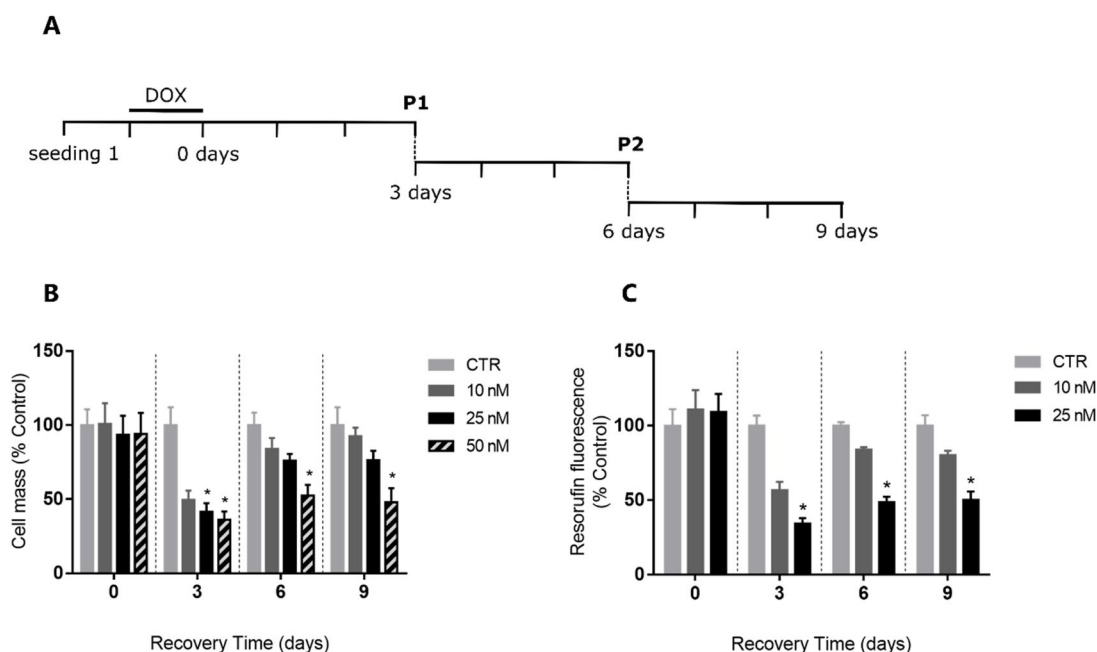 A
DOX
P1
seeding 1
0 days
P2
3 days
6 days
9 days
B
Cell mass (% Control)
150
100
50
0
0
3
6
9
Recovery Time (days)
CTR
10 nM
25 nM
50 nM
*
*
*
*
C
Resorufin fluorescence
(% Control)
150
100
50
0
0
3
6
9
Recovery Time (days)
CTR
10 nM
25 nM
*
*
*